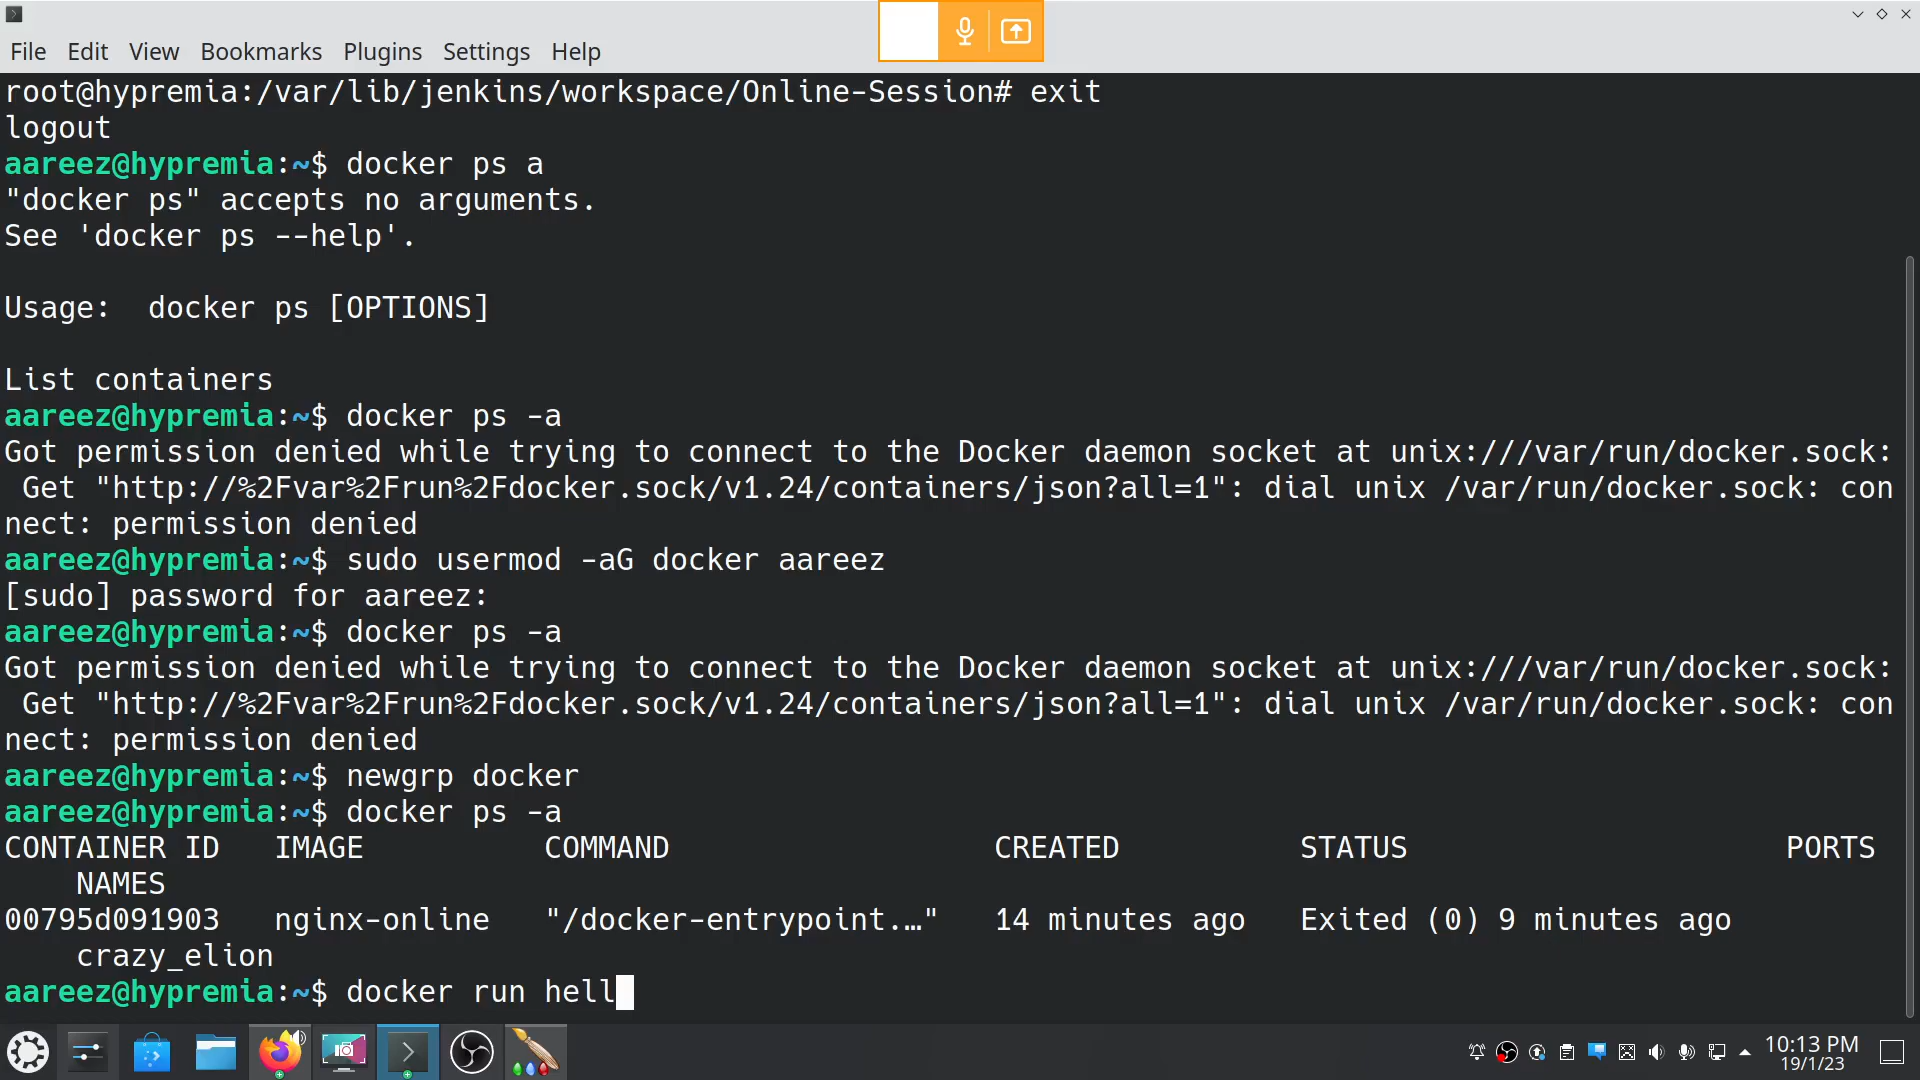 File Edit View Bookmarks Plugins Settings Help
root@hypremia:/var/lib/jenkins/workspace/Online-Session# exit
logout
aareez@hypremia:~$ docker ps a
"docker ps" accepts no arguments.
See 'docker ps --help'.
Usage:  docker ps [OPTIONS]
List containers
aareez@hypremia:~$ docker ps -a
Got permission denied while trying to connect to the Docker daemon socket at unix:///var/run/docker.sock:
 Get "http://%2Fvar%2Frun%2Fdocker.sock/v1.24/containers/json?all=1": dial unix /var/run/docker.sock: con
nect: permission denied
aareez@hypremia:~$ sudo usermod -aG docker aareez
[sudo] password for aareez:
aareez@hypremia:~$ docker ps -a
Got permission denied while trying to connect to the Docker daemon socket at unix:///var/run/docker.sock:
 Get "http://%2Fvar%2Frun%2Fdocker.sock/v1.24/containers/json?all=1": dial unix /var/run/docker.sock: con
nect: permission denied
aareez@hypremia:~$ newgrp docker
aareez@hypremia:~$ docker ps -a
CONTAINER ID   IMAGE          COMMAND                  CREATED          STATUS                     PORTS
    NAMES
00795d091903   nginx-online   "/docker-entrypoint.…"   14 minutes ago   Exited (0) 9 minutes ago
    crazy_elion
aareez@hypremia:~$ docker run hell
10:13 PM
19/1/23